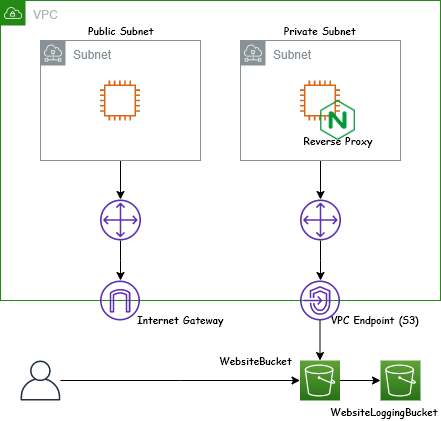 VPC
Public Subnet
Private Subnet
Subnet
Subnet
Reverse Proxy
Internet Gateway
VPC Endpoint (S3)
WebsiteBucket
WebsiteLoggingBucket